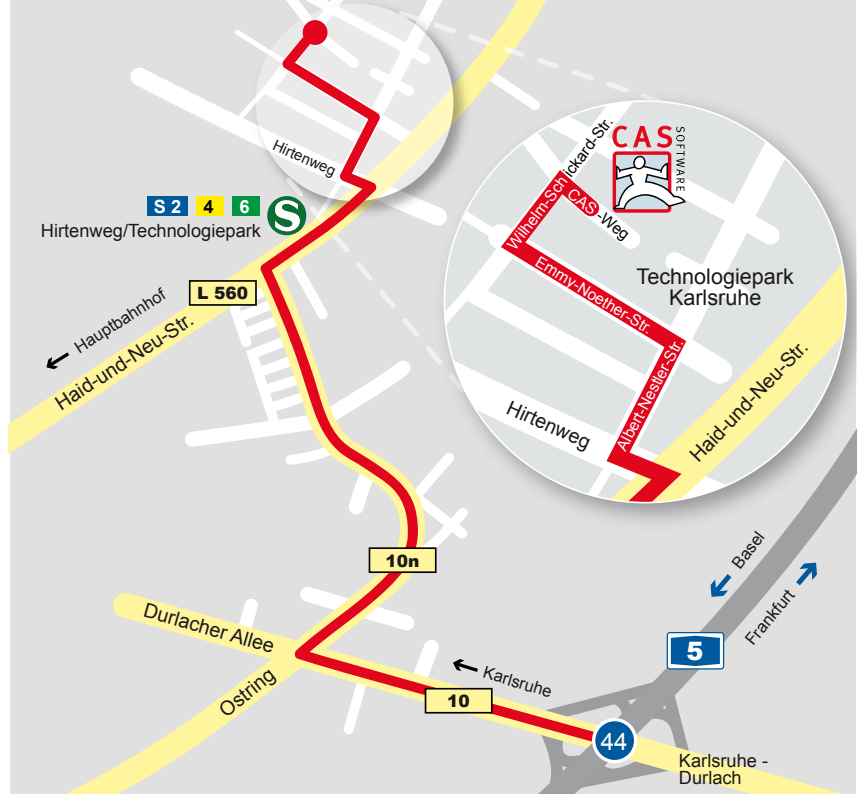 Hirtenweg
S 2 4 6
S
Hirtenweg/Technologiepark
L 560
Hauptbahnhof
Haid-und-Neu-Str.
10n
Durlacher Allee
Ostring
Karlsruhe
10
44
Karlsruhe -
Durlach
5
Basel
Frankfurt
CAS
SOFTWARE
Wilhelm-Schickard-Str.
CAS-Weg
Emmy-Noether-Str.
Technologiepark
Karlsruhe
Albert-Nestler-Str.
Hirtenweg
Haid-und-Neu-Str.